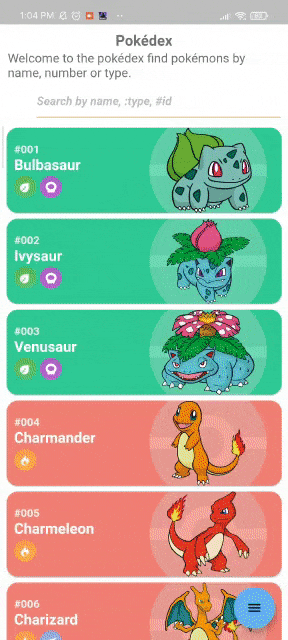 1:04 PM
Pokédex
Welcome to the pokédex find pokémons by
name, number or type.
Search by name, :type, #id
#001
Bulbasaur
#002
Ivysaur
#003
Venusaur
#004
Charmander
#005
Charmeleon
#006
Charizard